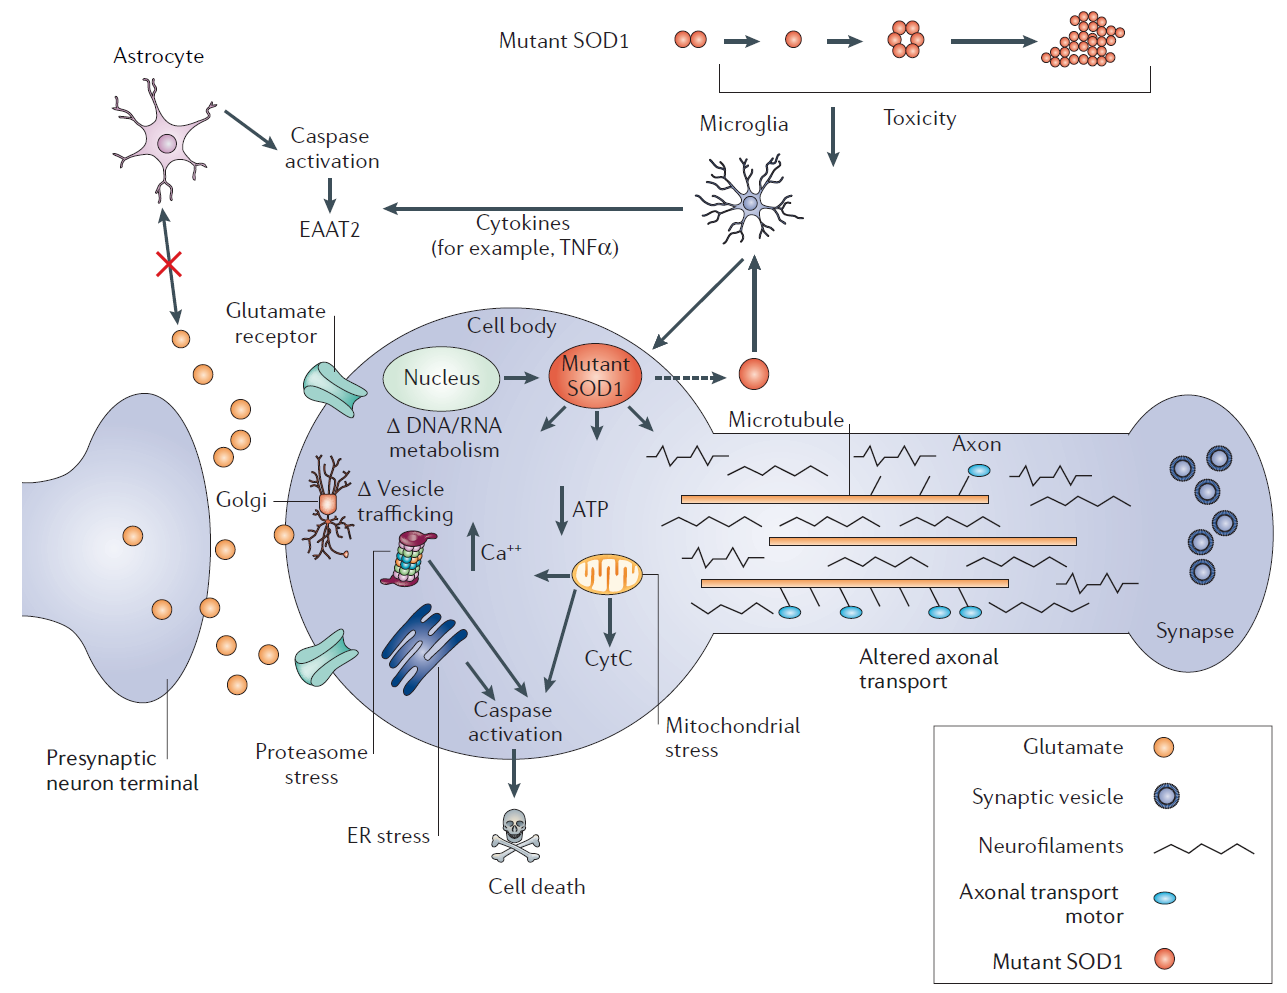 Mutant SOD1
Astrocyte
Toxicity
Microglia
Caspase
activation
EAAT2
Cytokines
(for example, TNFα)
Glutamate
receptor
Cell body
Nucleus
Mutant
SOD1
Δ DNA/RNA
metabolism
Microtubule
Axon
Golgi
Δ Vesicle
trafficking
ATP
Ca⁺⁺
CytC
Synapse
Altered axonal
transport
Caspase
activation
Mitochondrial
stress
Presynaptic
neuron terminal
Proteasome
stress
ER stress
Cell death
Glutamate
Synaptic vesicle
Neurofilaments
Axonal transport
motor
Mutant SOD1